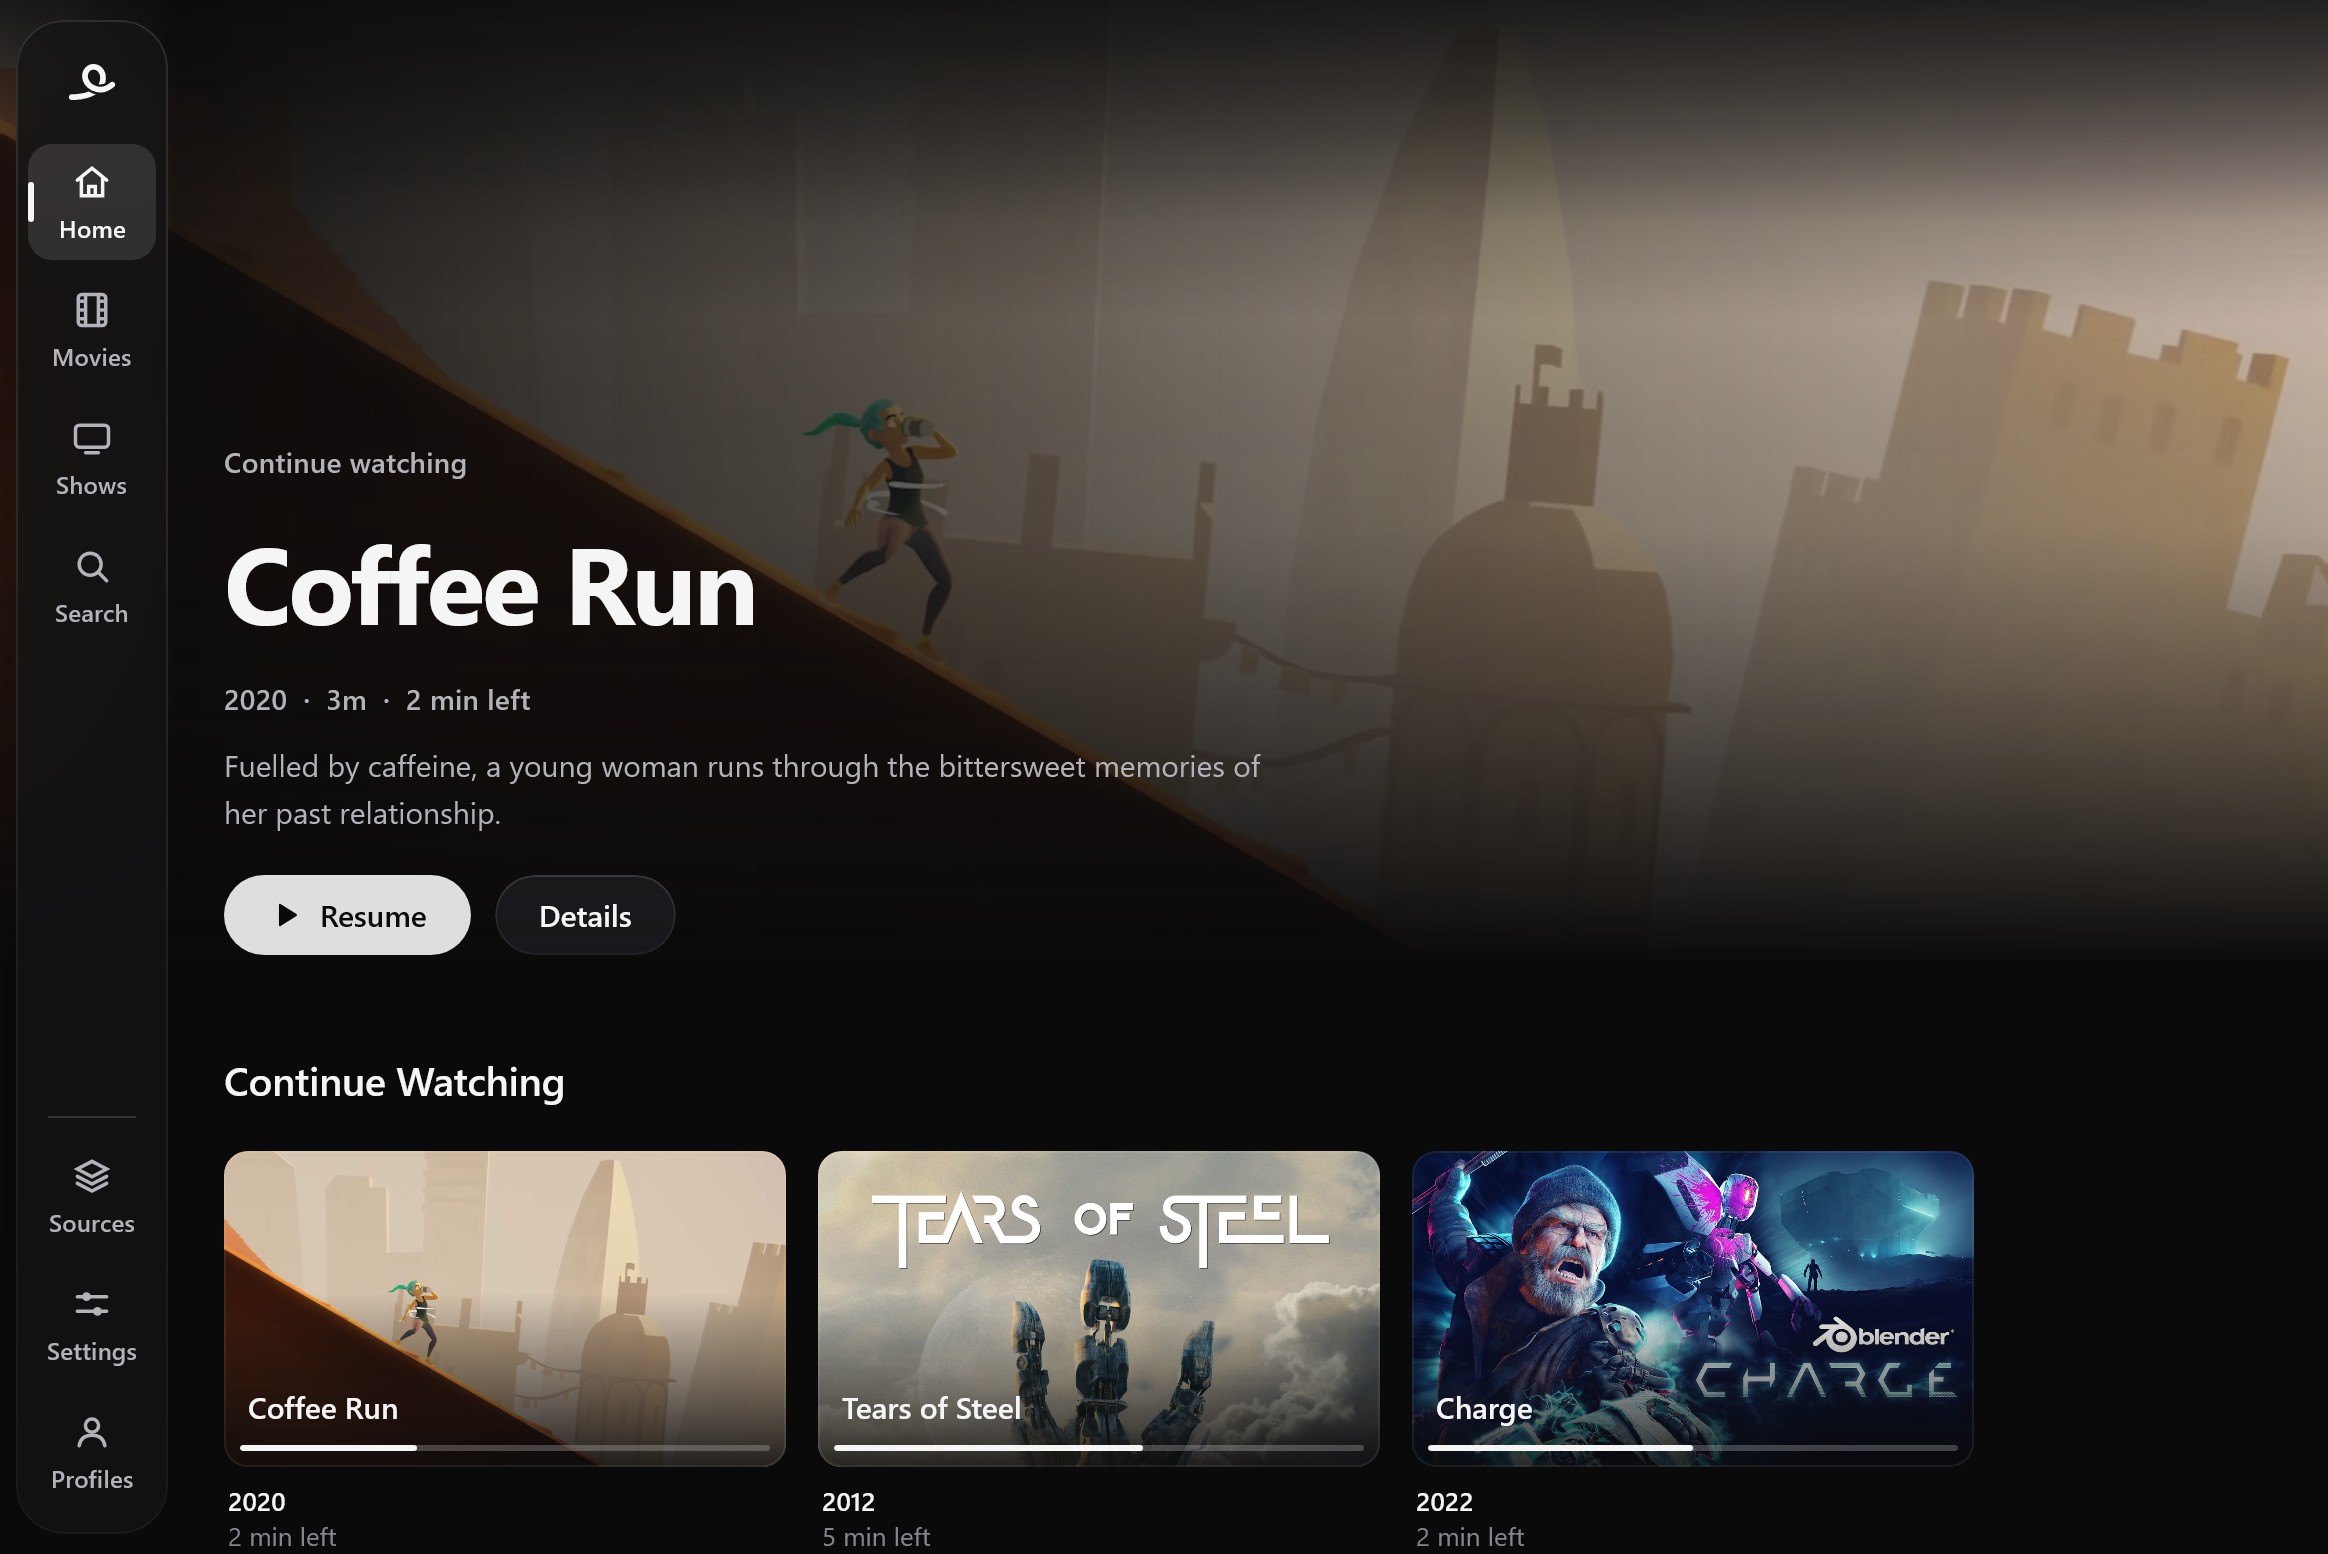 Home
Movies
Shows
Search
Sources
Settings
Profiles
Continue watching
Coffee Run
2020 · 3m · 2 min left
Fuelled by caffeine, a young woman runs through the bittersweet memories of
her past relationship.
Resume
Details
Continue Watching
Coffee Run
2020
2 min left
TEARS OF STEEL
Tears of Steel
2012
5 min left
blender
CHARGE
Charge
2022
2 min left